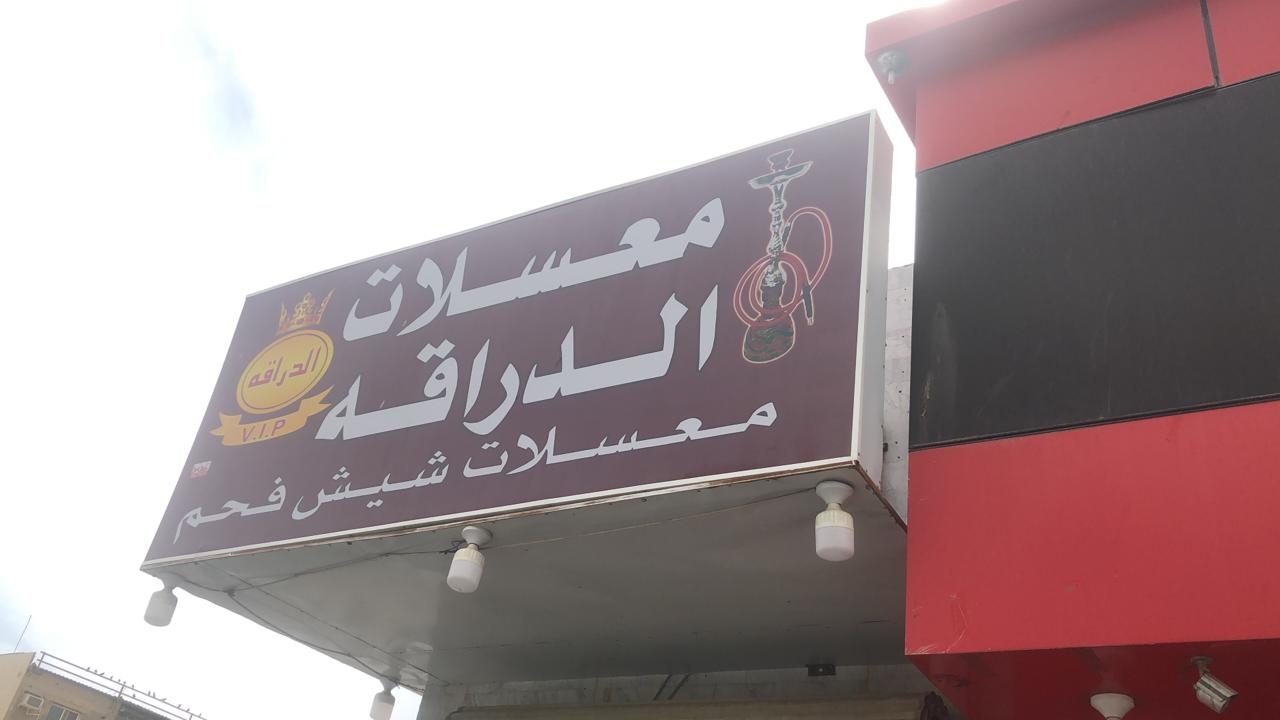 معسلات
الدراقه
معسلات شيش فحم
الدراقه
V.I.P